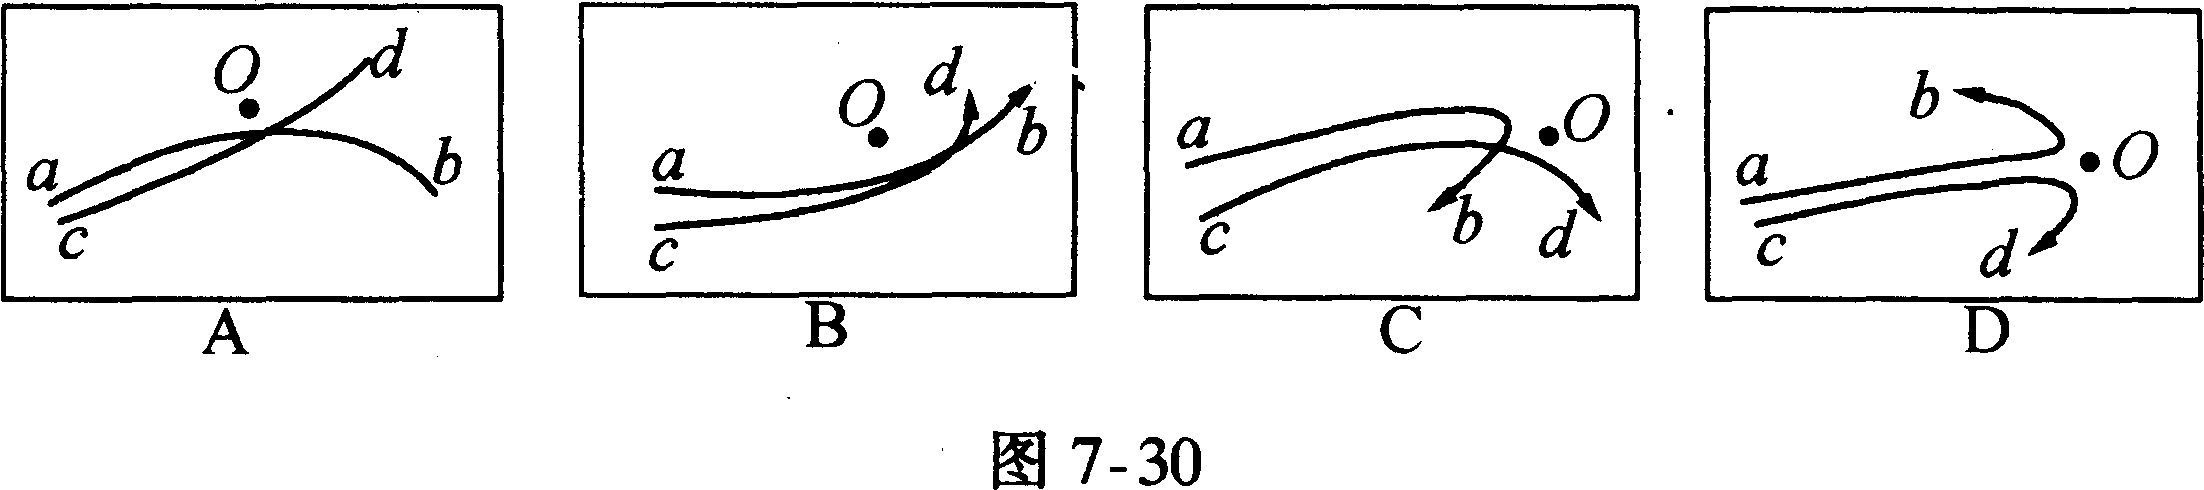 O d a b c
O d a b c
a O c b d
b a O c d
A B C D
图 7-30